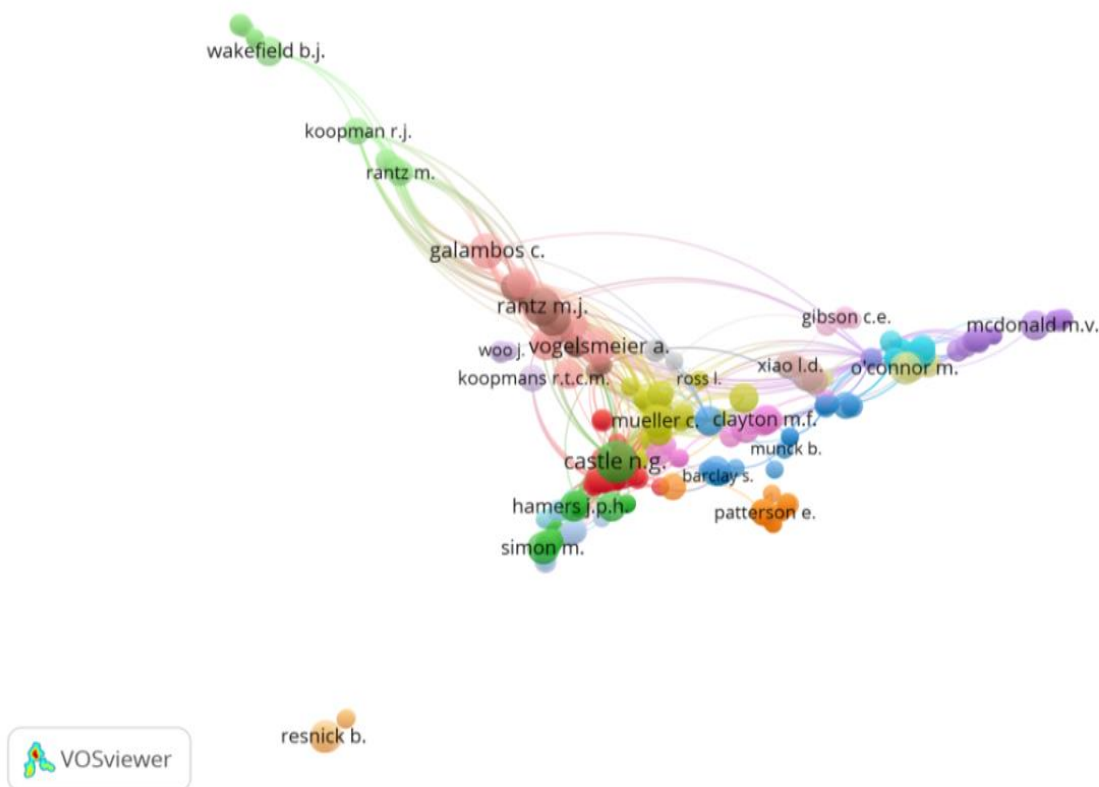 wakefield b.j.
koopman r.j.
rantz m.
galambos c.
rantz m.j.
gibson c.e.
mcdonald m.v.
woo j.
vogelsmeier a.
xiao l.d.
o'connor m.
koopmans r.t.c.m.
ross l.
mueller c.
clayton m.f.
munck b.
castle n.g.
barclay s.
hamers j.p.h.
patterson e.
simon m.
resnick b.
VOSviewer